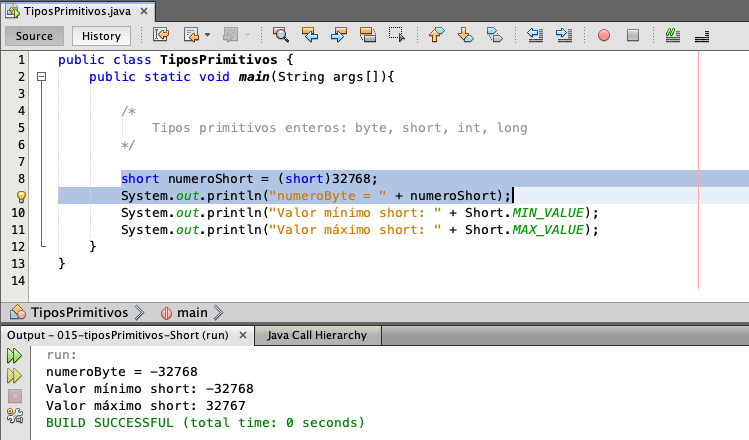 TiposPrimitivos.java ×
Source History
1 public class TiposPrimitivos {
2 public static void main(String args[]){
3
4 /*
5 Tipos primitivos enteros: byte, short, int, long
6 */
7
8 short numeroShort = (short)32768;
System.out.println("numeroByte = " + numeroShort);
10 System.out.println("Valor mínimo short: " + Short.MIN_VALUE);
11 System.out.println("Valor máximo short: " + Short.MAX_VALUE);
12 }
13 }
14
TiposPrimitivos main
Output - 015-tiposPrimitivos-Short (run) × Java Call Hierarchy
run:
numeroByte = -32768
Valor mínimo short: -32768
Valor máximo short: 32767
BUILD SUCCESSFUL (total time: 0 seconds)